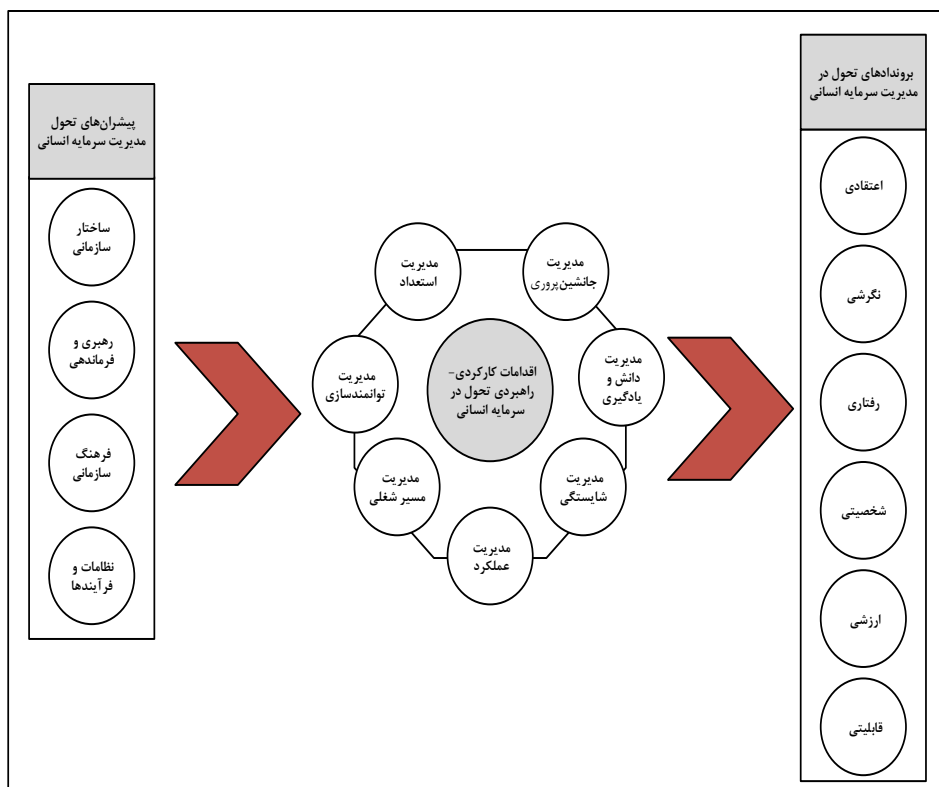 پیشران‌های تحول
مدیریت سرمایه انسانی
ساختار
سازمانی
رهبری و
فرماندهی
فرهنگ
سازمانی
نظامات و
فرآیندها
مدیریت
استعداد
مدیریت
جانشین‌پروری
مدیریت
توانمندسازی
اقدامات کارکردی-
راهبردی تحول در
سرمایه انسانی
مدیریت
دانش و
یادگیری
مدیریت
مسیر شغلی
مدیریت
شایستگی
مدیریت
عملکرد
بروندادهای تحول در
مدیریت سرمایه انسانی
اعتقادی
نگرشی
رفتاری
شخصیتی
ارزشی
قابلیتی